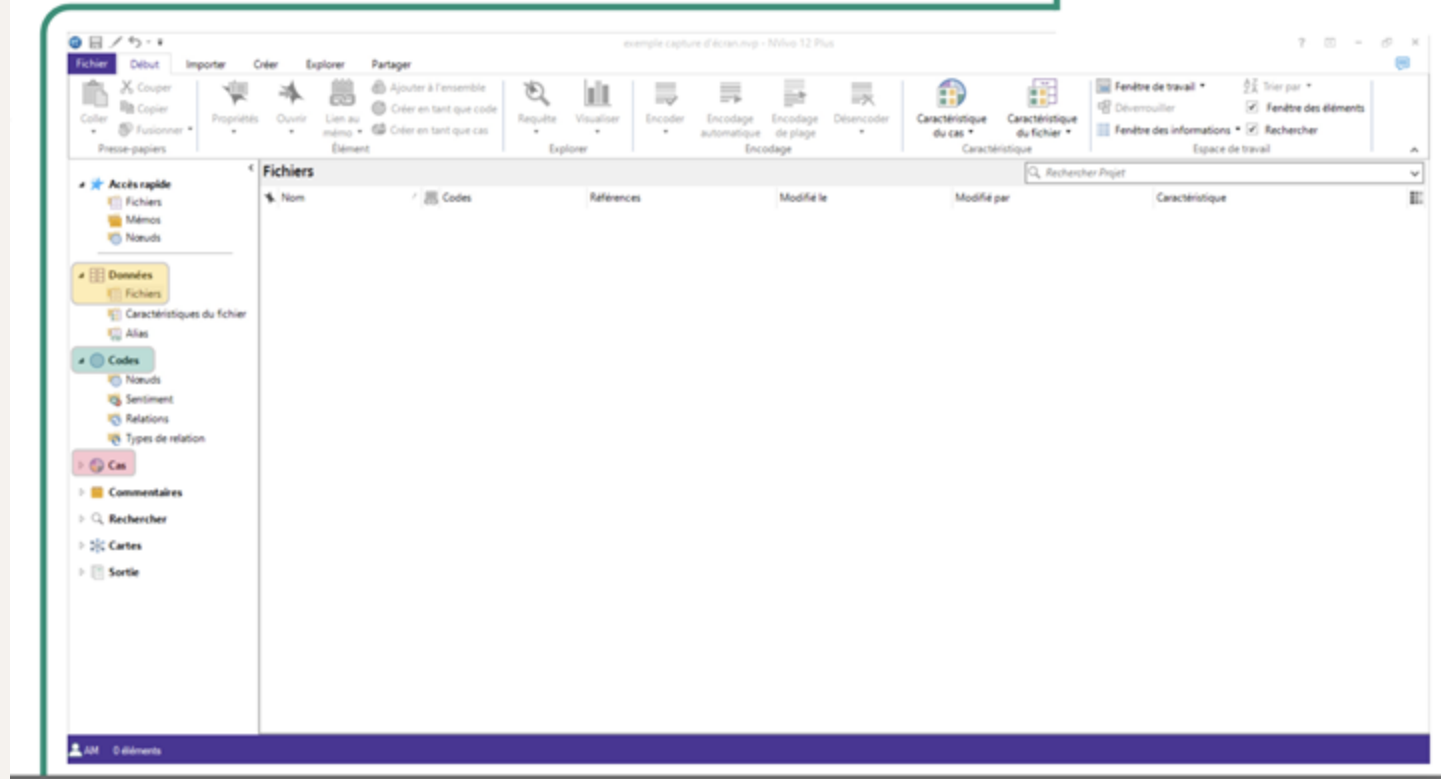 exemple capture d'écran.nvp - NVivo 12 Plus
Fichier Début Importer Créer Explorer Partager
Coller
Couper
Copier
Fusionner
Presse-papiers
Propriétés
Ouvrir
Lien au mémo
Ajouter à l'ensemble
Créer en tant que code
Créer en tant que cas
Élément
Requête
Visualiser
Explorer
Encoder
Encodage automatique
Encodage de plage
Désencoder
Encodage
Caractéristique du cas
Caractéristique du fichier
Caractéristique
Fenêtre de travail
Déverrouiller
Fenêtre des informations
Trier par
Fenêtre des éléments
Rechercher
Espace de travail
Accès rapide
Fichiers
Mémos
Nœuds
Données
Fichiers
Caractéristiques du fichier
Alias
Codes
Nœuds
Sentiment
Relations
Types de relation
Cas
Commentaires
Rechercher
Cartes
Sortie
Fichiers
Rechercher Projet
Nom Codes Références Modifié le Modifié par Caractéristique
AM 0 éléments